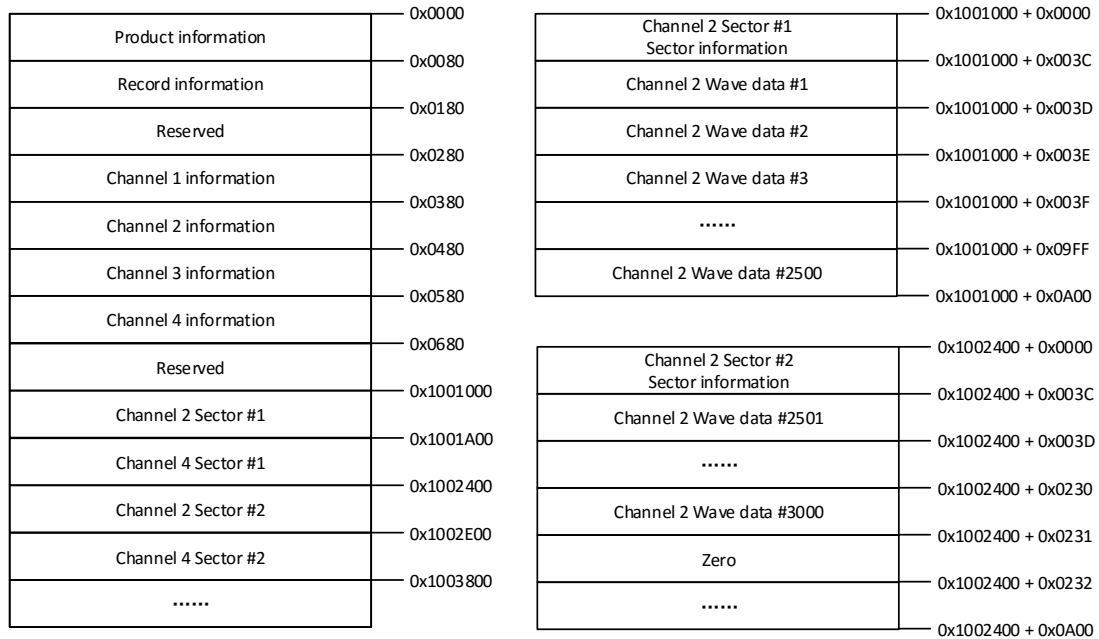 0x0000
Product information
0x0080
Record information
0x0180
Reserved
0x0280
Channel 1 information
0x0380
Channel 2 information
0x0480
Channel 3 information
0x0580
Channel 4 information
0x0680
Reserved
0x1001000
Channel 2 Sector #1
0x1001A00
Channel 4 Sector #1
0x1002400
Channel 2 Sector #2
0x1002E00
Channel 4 Sector #2
0x1003800
......
0x1001000 + 0x0000
Channel 2 Sector #1
Sector information
0x1001000 + 0x003C
Channel 2 Wave data #1
0x1001000 + 0x003D
Channel 2 Wave data #2
0x1001000 + 0x003E
Channel 2 Wave data #3
0x1001000 + 0x003F
......
0x1001000 + 0x09FF
Channel 2 Wave data #2500
0x1001000 + 0x0A00
0x1002400 + 0x0000
Channel 2 Sector #2
Sector information
0x1002400 + 0x003C
Channel 2 Wave data #2501
0x1002400 + 0x003D
......
0x1002400 + 0x0230
Channel 2 Wave data #3000
0x1002400 + 0x0231
Zero
0x1002400 + 0x0232
......
0x1002400 + 0x0A00